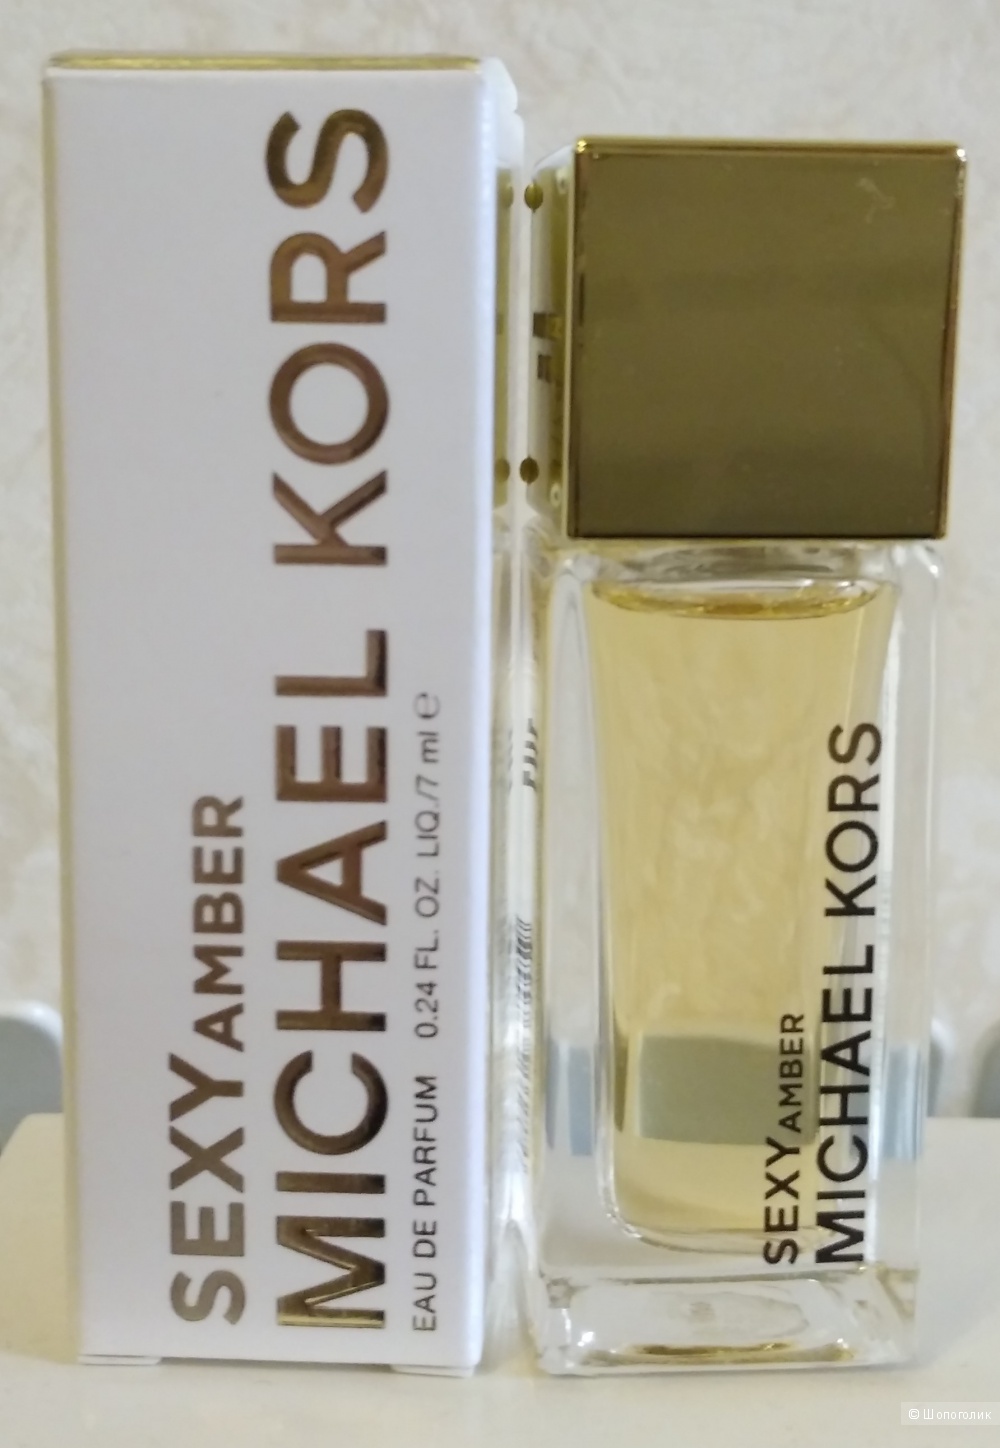 SEXY AMBER
MICHAEL KORS
EAU DE PARFUM 0.24 FL. OZ. LIQ./7 ml ℮
SEXY AMBER
MICHAEL KORS
© Шопоголик